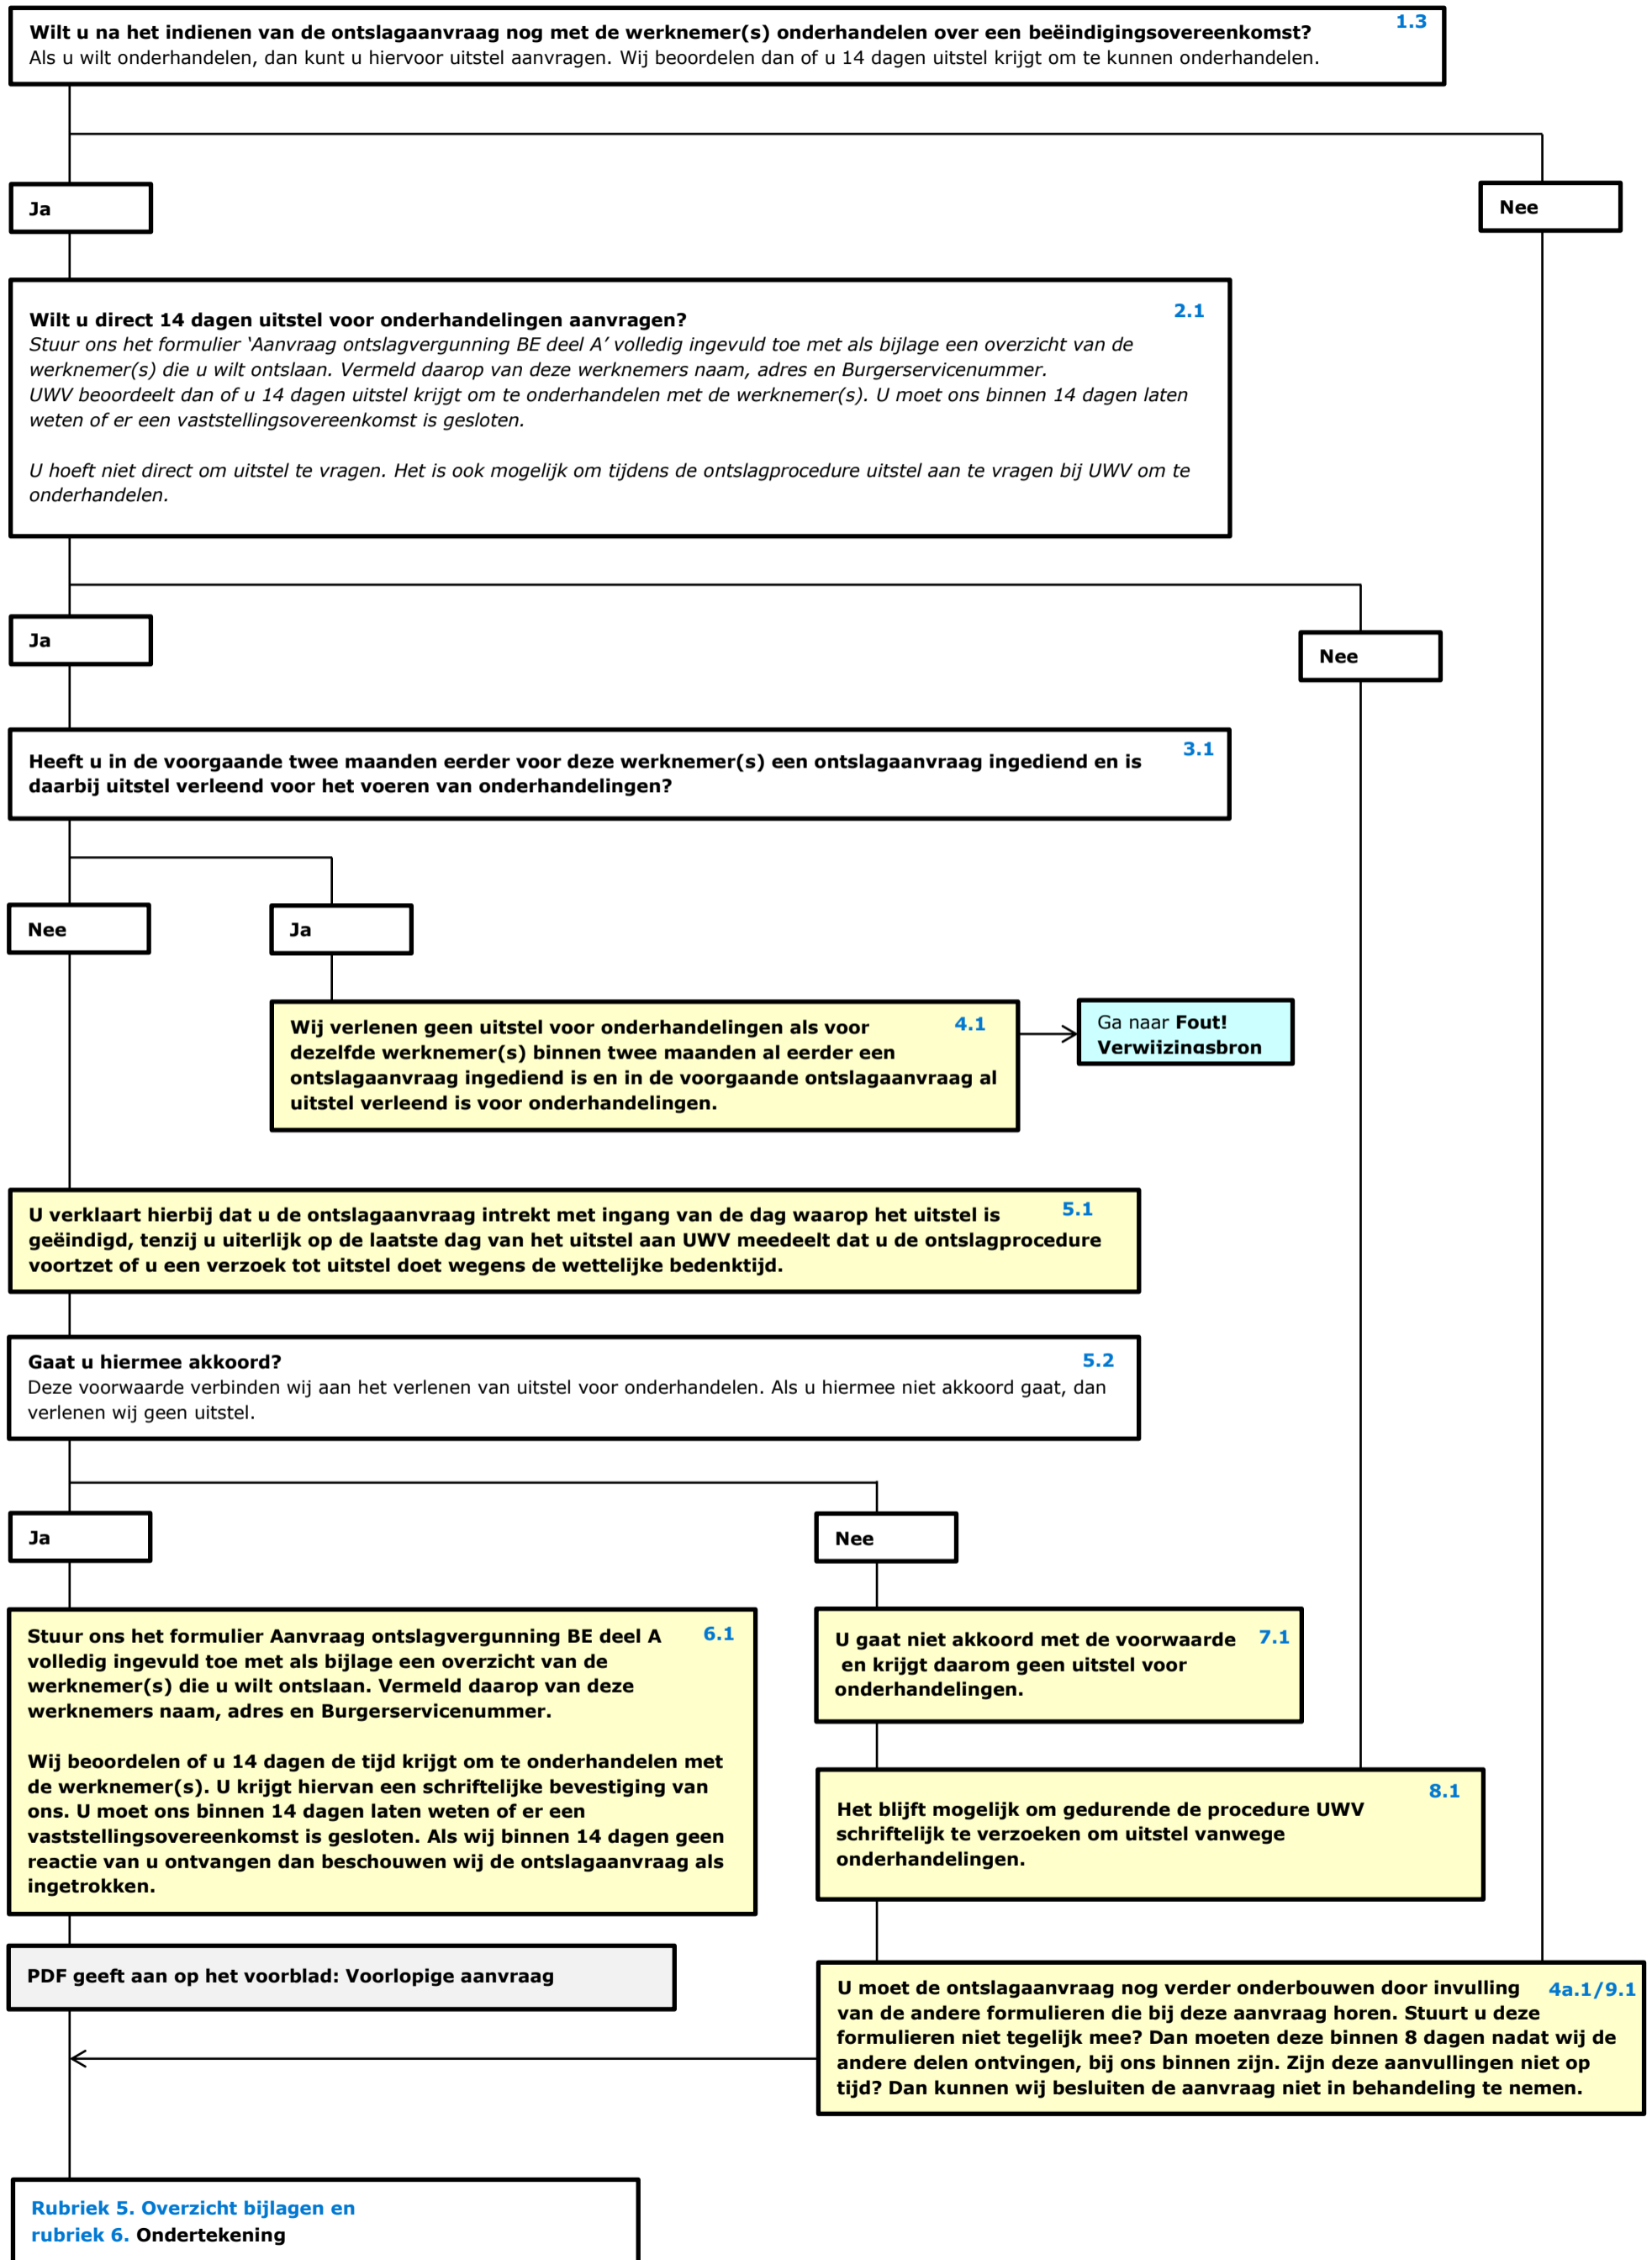 Wilt u na het indienen van de ontslagaanvraag nog met de werknemer(s) onderhandelen over een beëindigingsovereenkomst? 1.3
Als u wilt onderhandelen, dan kunt u hiervoor uitstel aanvragen. Wij beoordelen dan of u 14 dagen uitstel krijgt om te kunnen onderhandelen.
Ja
Nee
Wilt u direct 14 dagen uitstel voor onderhandelingen aanvragen? 2.1
Stuur ons het formulier ‘Aanvraag ontslagvergunning BE deel A’ volledig ingevuld toe met als bijlage een overzicht van de
werknemer(s) die u wilt ontslaan. Vermeld daarop van deze werknemers naam, adres en Burgerservicenummer.
UWV beoordeelt dan of u 14 dagen uitstel krijgt om te onderhandelen met de werknemer(s). U moet ons binnen 14 dagen laten
weten of er een vaststellingsovereenkomst is gesloten.
U hoeft niet direct om uitstel te vragen. Het is ook mogelijk om tijdens de ontslagprocedure uitstel aan te vragen bij UWV om te
onderhandelen.
Ja
Nee
Heeft u in de voorgaande twee maanden eerder voor deze werknemer(s) een ontslagaanvraag ingediend en is 3.1
daarbij uitstel verleend voor het voeren van onderhandelingen?
Nee
Ja
Wij verlenen geen uitstel voor onderhandelingen als voor 4.1
dezelfde werknemer(s) binnen twee maanden al eerder een
ontslagaanvraag ingediend is en in de voorgaande ontslagaanvraag al
uitstel verleend is voor onderhandelingen.
Ga naar Fout!
Verwijzingsbron
U verklaart hierbij dat u de ontslagaanvraag intrekt met ingang van de dag waarop het uitstel is 5.1
geëindigd, tenzij u uiterlijk op de laatste dag van het uitstel aan UWV meedeelt dat u de ontslagprocedure
voortzet of u een verzoek tot uitstel doet wegens de wettelijke bedenktijd.
Gaat u hiermee akkoord? 5.2
Deze voorwaarde verbinden wij aan het verlenen van uitstel voor onderhandelen. Als u hiermee niet akkoord gaat, dan
verlenen wij geen uitstel.
Ja
Nee
Stuur ons het formulier Aanvraag ontslagvergunning BE deel A 6.1
volledig ingevuld toe met als bijlage een overzicht van de
werknemer(s) die u wilt ontslaan. Vermeld daarop van deze
werknemers naam, adres en Burgerservicenummer.
Wij beoordelen of u 14 dagen de tijd krijgt om te onderhandelen met
de werknemer(s). U krijgt hiervan een schriftelijke bevestiging van
ons. U moet ons binnen 14 dagen laten weten of er een
vaststellingsovereenkomst is gesloten. Als wij binnen 14 dagen geen
reactie van u ontvangen dan beschouwen wij de ontslagaanvraag als
ingetrokken.
U gaat niet akkoord met de voorwaarde 7.1
en krijgt daarom geen uitstel voor
onderhandelingen.
8.1
Het blijft mogelijk om gedurende de procedure UWV
schriftelijk te verzoeken om uitstel vanwege
onderhandelingen.
PDF geeft aan op het voorblad: Voorlopige aanvraag
U moet de ontslagaanvraag nog verder onderbouwen door invulling 4a.1/9.1
van de andere formulieren die bij deze aanvraag horen. Stuurt u deze
formulieren niet tegelijk mee? Dan moeten deze binnen 8 dagen nadat wij de
andere delen ontvingen, bij ons binnen zijn. Zijn deze aanvullingen niet op
tijd? Dan kunnen wij besluiten de aanvraag niet in behandeling te nemen.
Rubriek 5. Overzicht bijlagen en
rubriek 6. Ondertekening